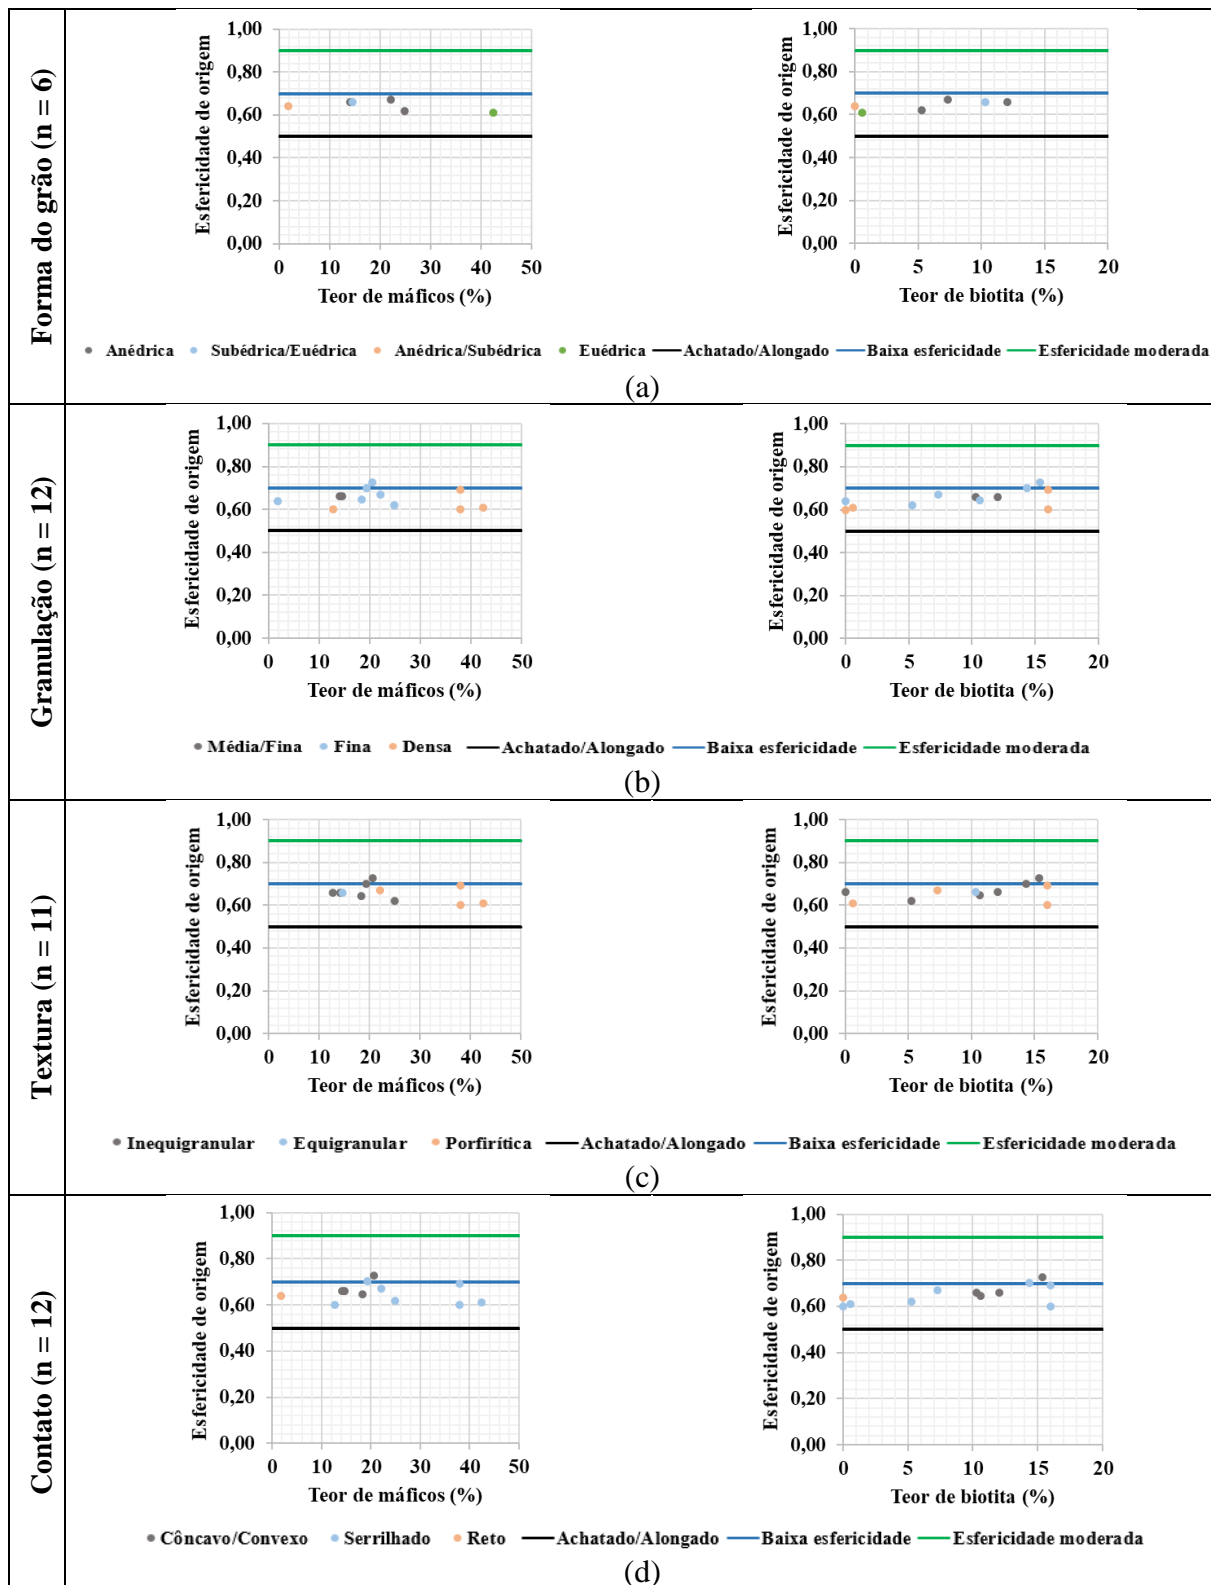 Forma do grão (n = 6)
Esfericidade de origem
1,00
0,80
0,60
0,40
0,20
0,00
0 10 20 30 40 50
Teor de máficos (%)
Esfericidade de origem
1,00
0,80
0,60
0,40
0,20
0,00
0 5 10 15 20
Teor de biotita (%)
Anédrica Subédrica/Euédrica Anédrica/Subédrica Euédrica Achatado/Alongado Baixa esfericidade Esfericidade moderada
(a)
Granulação (n = 12)
Esfericidade de origem
1,00
0,80
0,60
0,40
0,20
0,00
0 10 20 30 40 50
Teor de máficos (%)
Esfericidade de origem
1,00
0,80
0,60
0,40
0,20
0,00
0 5 10 15 20
Teor de biotita (%)
Média/Fina Fina Densa Achatado/Alongado Baixa esfericidade Esfericidade moderada
(b)
Textura (n = 11)
Esfericidade de origem
1,00
0,80
0,60
0,40
0,20
0,00
0 10 20 30 40 50
Teor de máficos (%)
Esfericidade de origem
1,00
0,80
0,60
0,40
0,20
0,00
0 5 10 15 20
Teor de biotita (%)
Inequigranular Equigranular Porfirítica Achatado/Alongado Baixa esfericidade Esfericidade moderada
(c)
Contato (n = 12)
Esfericidade de origem
1,00
0,80
0,60
0,40
0,20
0,00
0 10 20 30 40 50
Teor de máficos (%)
Esfericidade de origem
1,00
0,80
0,60
0,40
0,20
0,00
0 5 10 15 20
Teor de biotita (%)
Côncavo/Convexo Serrilhado Reto Achatado/Alongado Baixa esfericidade Esfericidade moderada
(d)